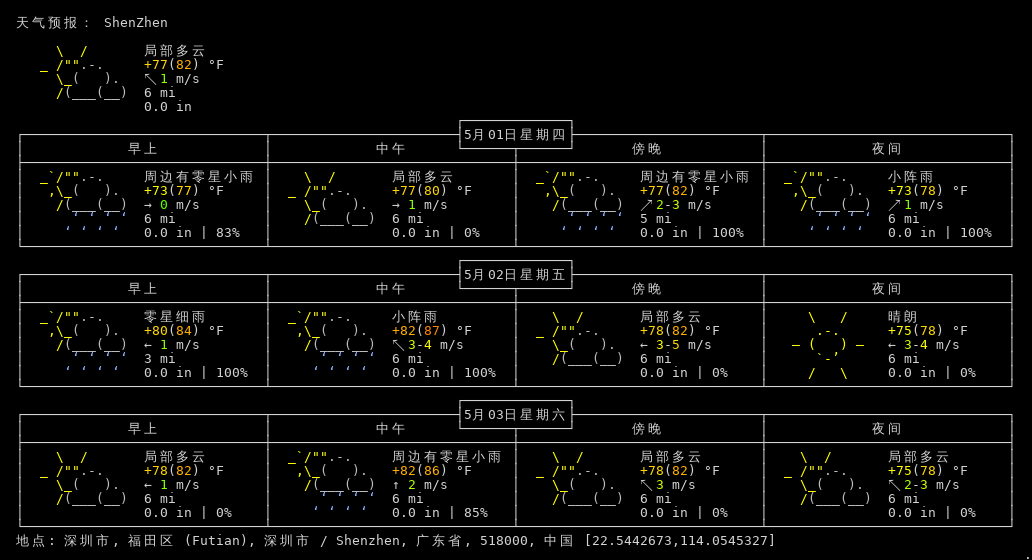 天气预报： ShenZhen
局部多云
+77(82) °F
↖ 1 m/s
6 mi
0.0 in
5月01日星期四
早上 中午 傍晚 夜间
周边有零星小雨 局部多云 周边有零星小雨 小阵雨
+73(77) °F +77(80) °F +77(82) °F +73(78) °F
→ 0 m/s → 1 m/s ↗ 2-3 m/s ↗ 1 m/s
6 mi 6 mi 5 mi 6 mi
0.0 in | 83% 0.0 in | 0% 0.0 in | 100% 0.0 in | 100%
5月02日星期五
早上 中午 傍晚 夜间
零星细雨 小阵雨 局部多云 晴朗
+80(84) °F +82(87) °F +78(82) °F +75(78) °F
← 1 m/s ↖ 3-4 m/s ← 3-5 m/s ← 3-4 m/s
3 mi 6 mi 6 mi 6 mi
0.0 in | 100% 0.0 in | 100% 0.0 in | 0% 0.0 in | 0%
5月03日星期六
早上 中午 傍晚 夜间
局部多云 周边有零星小雨 局部多云 局部多云
+78(82) °F +82(86) °F +78(82) °F +75(78) °F
← 1 m/s ↑ 2 m/s ↖ 3 m/s ↖ 2-3 m/s
6 mi 6 mi 6 mi 6 mi
0.0 in | 0% 0.0 in | 85% 0.0 in | 0% 0.0 in | 0%
地点: 深圳市, 福田区 (Futian), 深圳市 / Shenzhen, 广东省, 518000, 中国 [22.5442673,114.0545327]